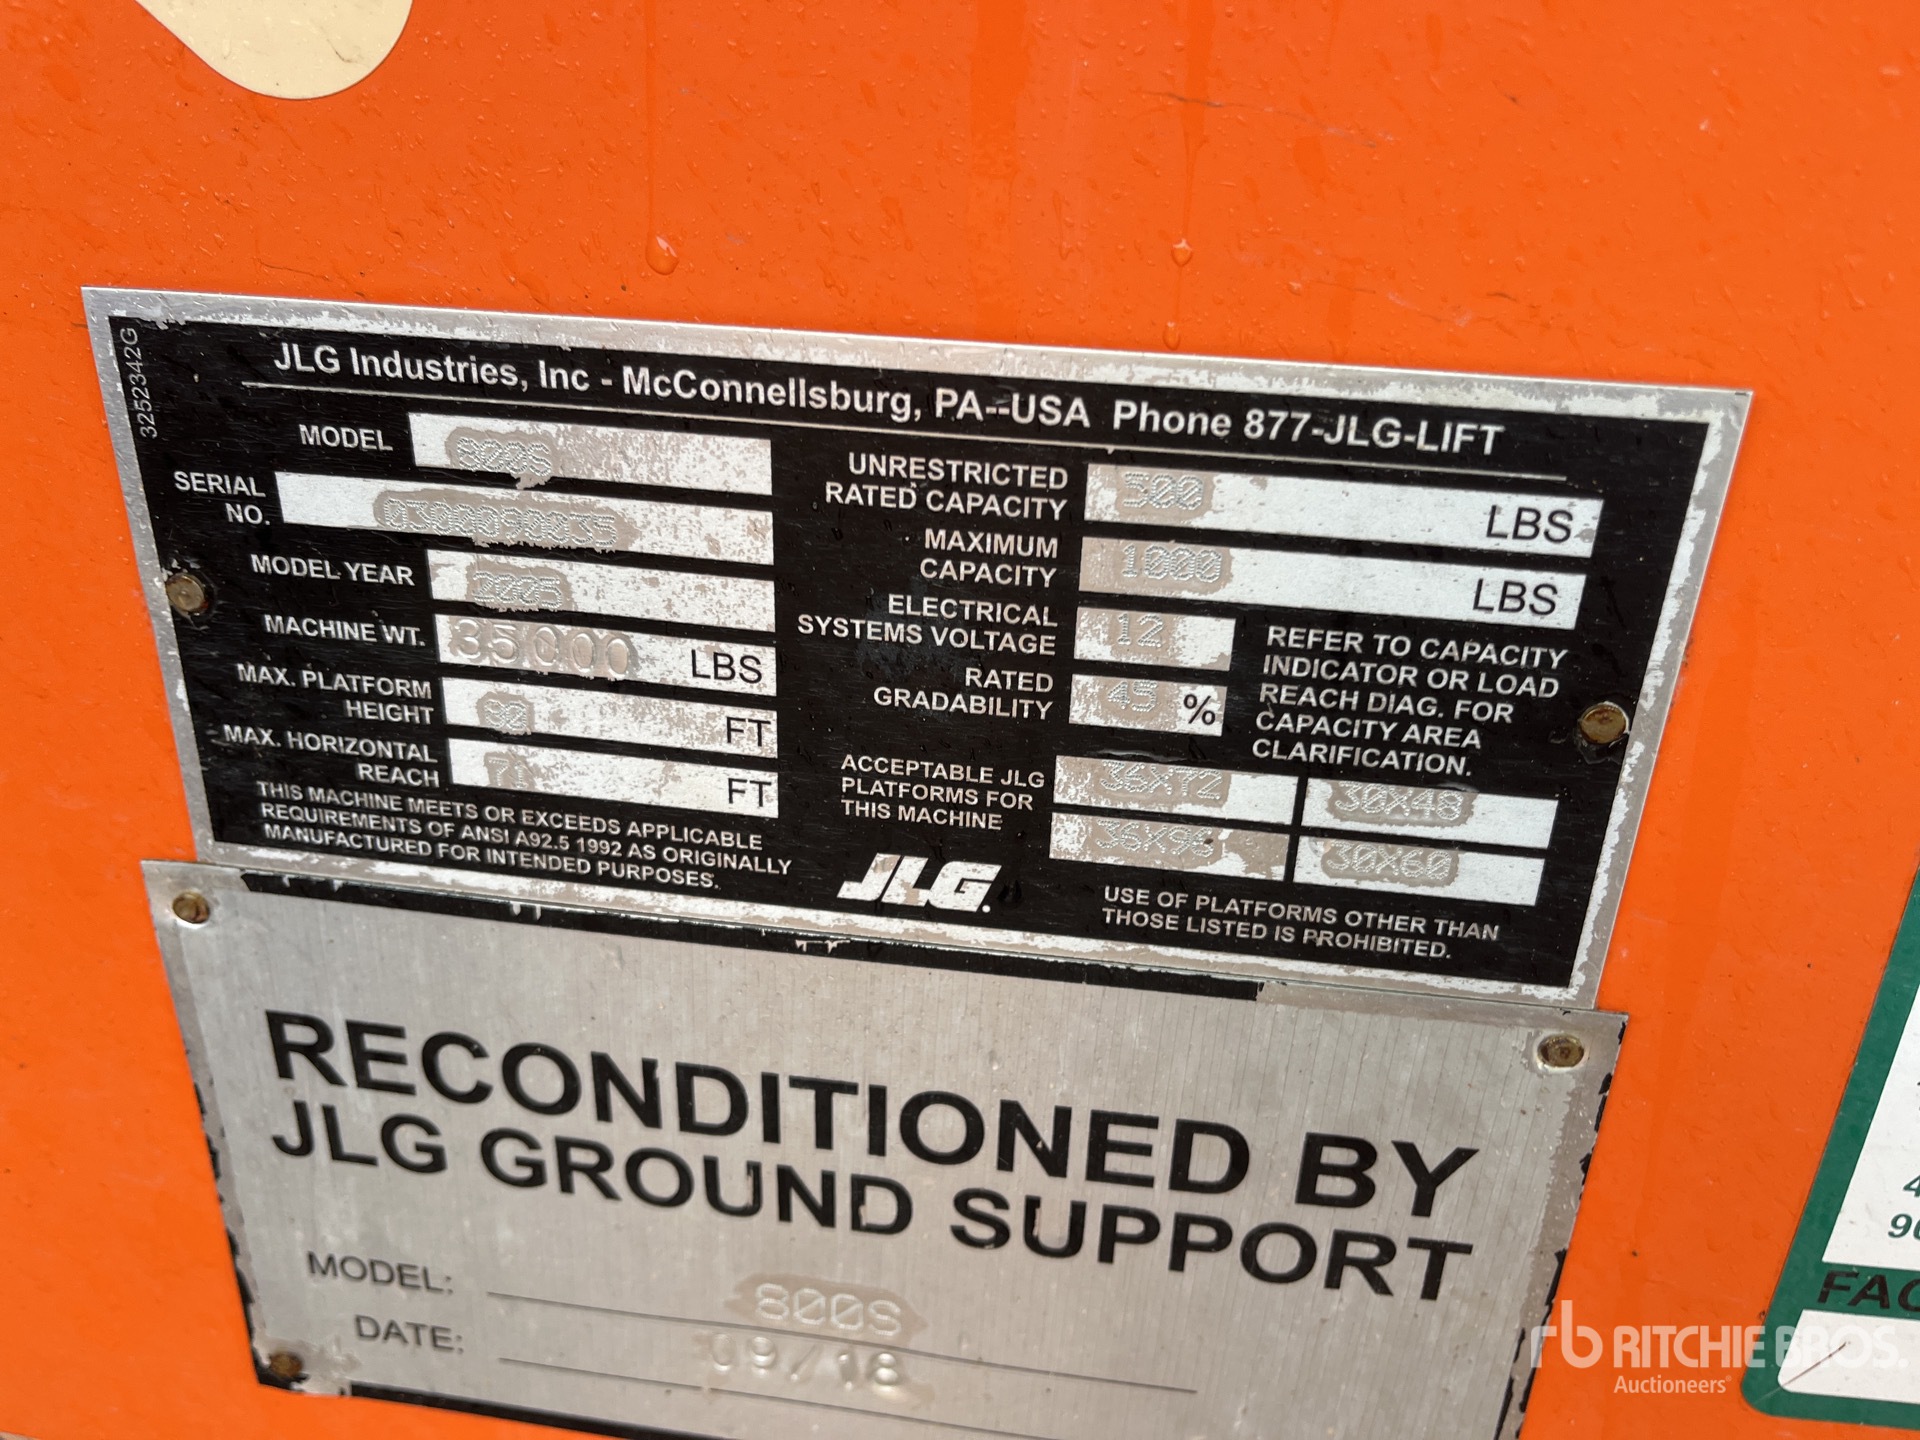 3252342G
JLG Industries, Inc - McConnellsburg, PA--USA Phone 877-JLG-LIFT
MODEL 800S
SERIAL NO. 0300090035
MODEL YEAR 2005
MACHINE WT. 35000 LBS
MAX. PLATFORM HEIGHT 80 FT
MAX. HORIZONTAL REACH 71 FT
THIS MACHINE MEETS OR EXCEEDS APPLICABLE
REQUIREMENTS OF ANSI A92.5 1992 AS ORIGINALLY
MANUFACTURED FOR INTENDED PURPOSES.
UNRESTRICTED
RATED CAPACITY 500 LBS
MAXIMUM
CAPACITY 1000 LBS
ELECTRICAL
SYSTEMS VOLTAGE 12
RATED
GRADABILITY 45 %
REFER TO CAPACITY
INDICATOR OR LOAD
REACH DIAG. FOR
CAPACITY AREA
CLARIFICATION.
ACCEPTABLE JLG
PLATFORMS FOR
THIS MACHINE
36X72 30X48
36X96 30X60
JLG
USE OF PLATFORMS OTHER THAN
THOSE LISTED IS PROHIBITED.
RECONDITIONED BY
JLG GROUND SUPPORT
MODEL: 800S
DATE: 09/18
FAC
rb RITCHIE BROS.
Auctioneers